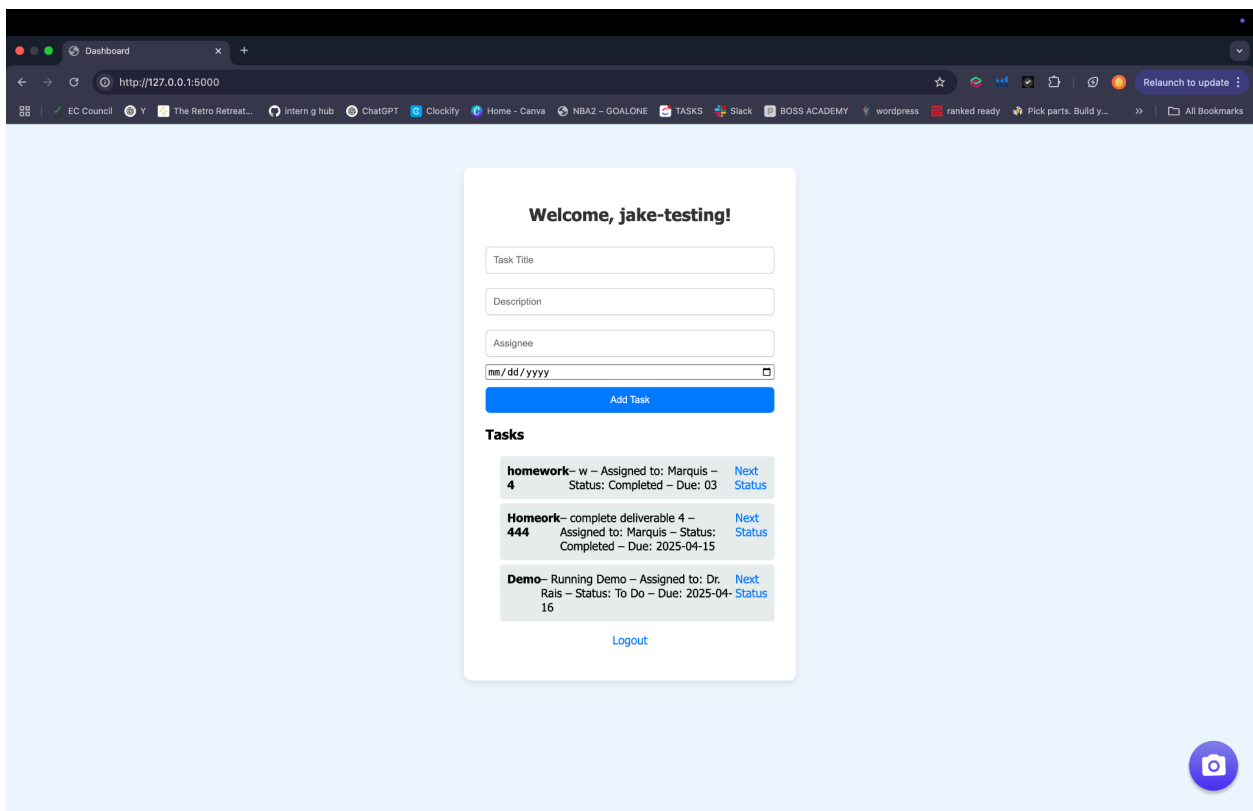 Dashboard
http://127.0.0.1:5000
Relaunch to update
EC Council Y The Retro Retreat... intern g hub ChatGPT Clockify Home - Canva NBA2 – GOALONE TASKS Slack BOSS ACADEMY wordpress ranked ready Pick parts. Build y... » All Bookmarks
Welcome, jake-testing!
Task Title
Description
Assignee
mm/dd/yyyy
Add Task
Tasks
homework– w – Assigned to: Marquis – Next
4 Status: Completed – Due: 03 Status
Homeork– complete deliverable 4 – Next
444 Assigned to: Marquis – Status: Status
Completed – Due: 2025-04-15
Demo– Running Demo – Assigned to: Dr. Next
Rais – Status: To Do – Due: 2025-04- Status
16
Logout